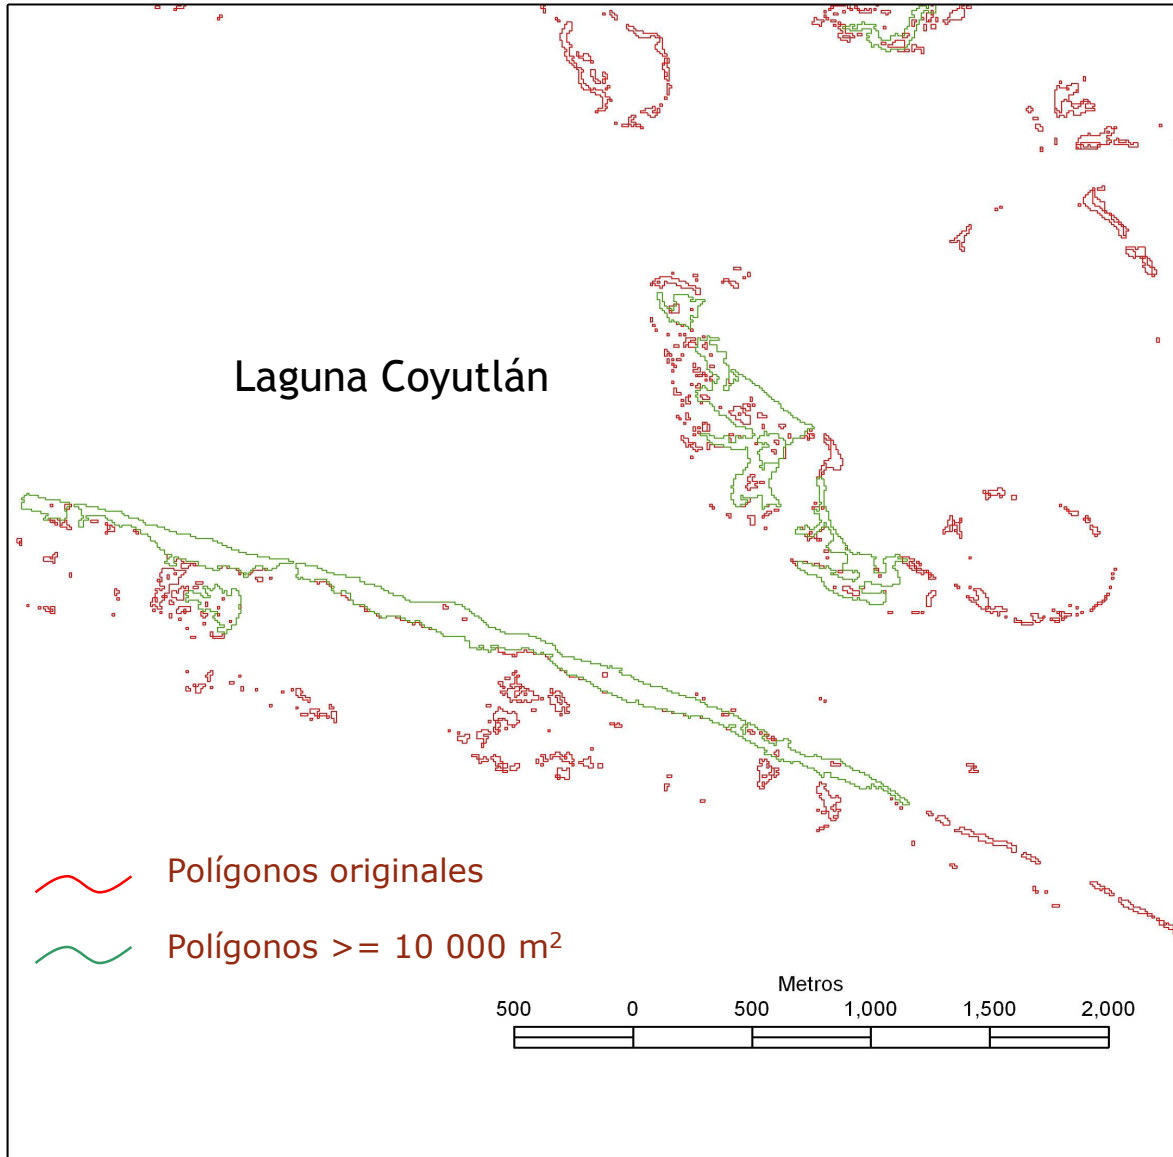 Laguna Coyutlán
Polígonos originales
Polígonos >= 10 000 m²
Metros
500 0 500 1,000 1,500 2,000